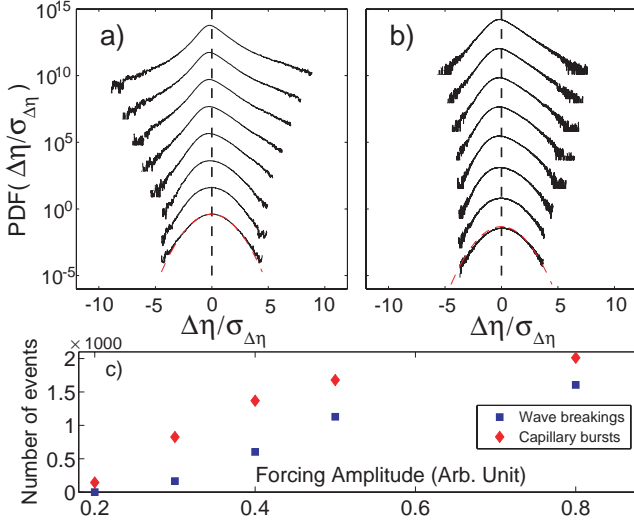 a)
b)
PDF( Δη/σ_Δη )
10^15
10^10
10^5
10^0
10^-5
-10 -5 0 5 10
-10 -5 0 5 10
Δη/σ_Δη
Δη/σ_Δη
× 1000
c)
Number of events
2
1.5
1
0.5
0
Wave breakings
Capillary bursts
Forcing Amplitude (Arb. Unit)
0.2 0.4 0.6 0.8